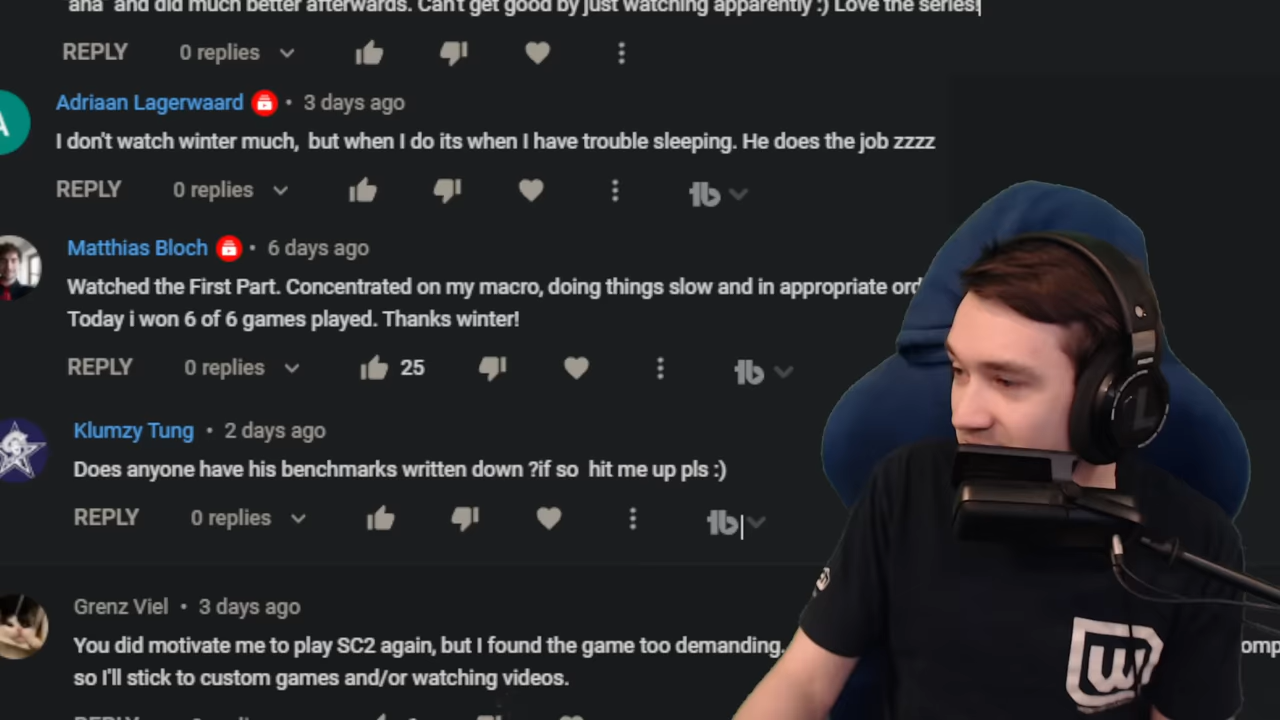 aha" and did much better afterwards. Can't get good by just watching apparently :) Love the series!
REPLY 0 replies
Adriaan Lagerwaard • 3 days ago
I don't watch winter much, but when I do its when I have trouble sleeping. He does the job zzzz
REPLY 0 replies
Matthias Bloch • 6 days ago
Watched the First Part. Concentrated on my macro, doing things slow and in appropriate ord
Today i won 6 of 6 games played. Thanks winter!
REPLY 0 replies 25
Klumzy Tung • 2 days ago
Does anyone have his benchmarks written down ?if so hit me up pls :)
REPLY 0 replies
Grenz Viel • 3 days ago
You did motivate me to play SC2 again, but I found the game too demanding. omp
so I'll stick to custom games and/or watching videos.
REPLY